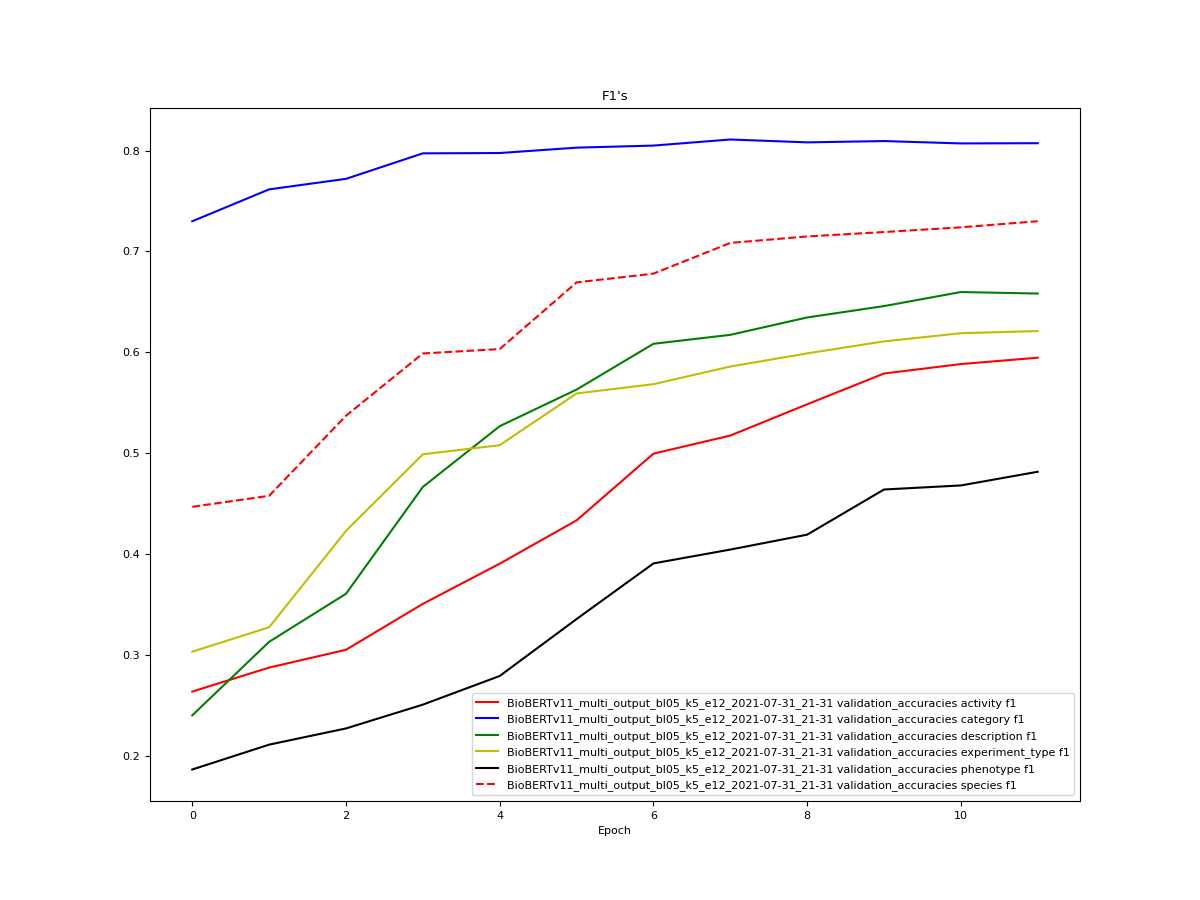 F1's
0.8
0.7
0.6
0.5
0.4
0.3
0.2
BioBERTv11_multi_output_bl05_k5_e12_2021-07-31_21-31 validation_accuracies activity f1
BioBERTv11_multi_output_bl05_k5_e12_2021-07-31_21-31 validation_accuracies category f1
BioBERTv11_multi_output_bl05_k5_e12_2021-07-31_21-31 validation_accuracies description f1
BioBERTv11_multi_output_bl05_k5_e12_2021-07-31_21-31 validation_accuracies experiment_type f1
BioBERTv11_multi_output_bl05_k5_e12_2021-07-31_21-31 validation_accuracies phenotype f1
BioBERTv11_multi_output_bl05_k5_e12_2021-07-31_21-31 validation_accuracies species f1
0 2 4 6 8 10
Epoch